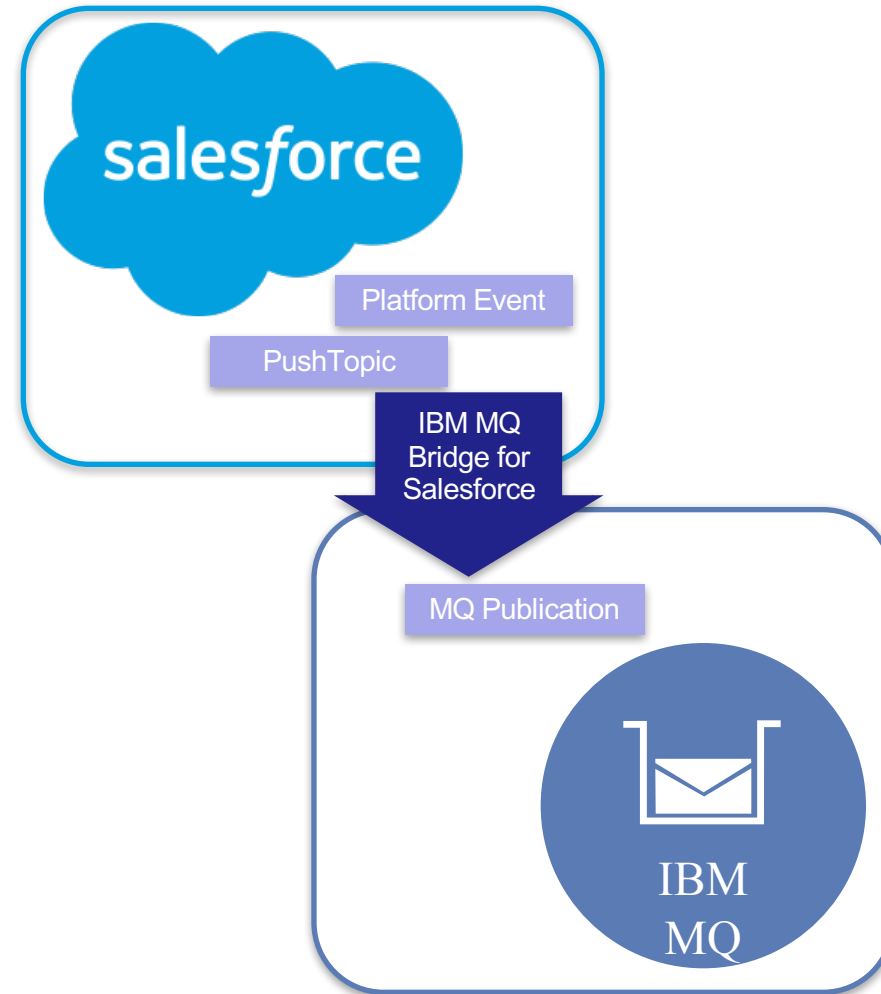 salesforce
Platform Event
PushTopic
IBM MQ
Bridge for
Salesforce
MQ Publication
IBM
MQ